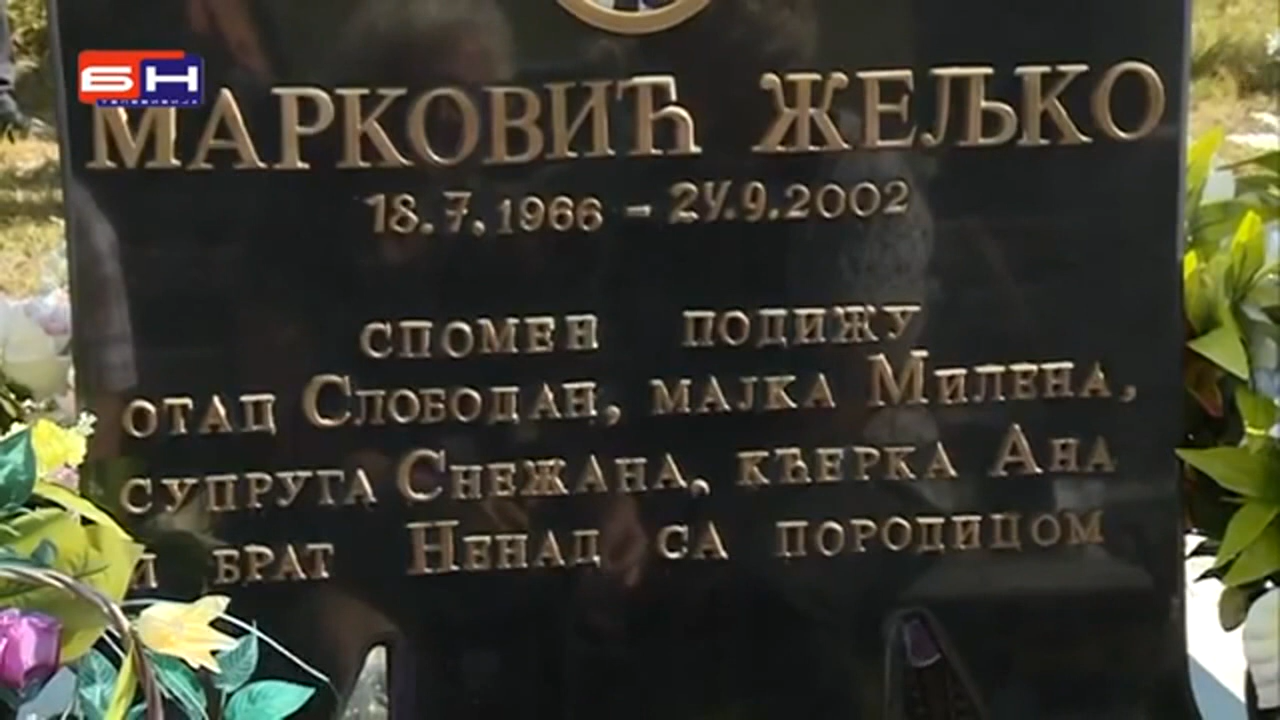 БН
ТЕЛЕВИЗИЈА
МАРКОВИЋ ЖЕЉКО
18.7.1966 - 24.9.2002
СПОМЕН ПОДИЖУ
ОТАЦ СЛОБОДАН, МАЈКА МИЛЕНА,
СУПРУГА СНЕЖАНА, КЋЕРКА АНА
И БРАТ НЕНАД СА ПОРОДИЦОМ